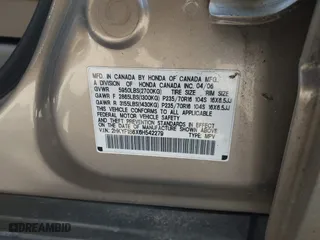 MFD. IN CANADA BY HONDA OF CANADA MFG.,
A DIVISION OF HONDA CANADA INC. 04/06
GVWR 5950LBS(2700KG) TIRE SIZE RIM SIZE
GAWR F 2865LBS(1300KG) P235/70R16 104S 16X6.5JJ
GAWR R 3155LBS(1430KG) P235/70R16 104S 16X6.5JJ
THIS VEHICLE CONFORMS TO ALL APPLICABLE
FEDERAL MOTOR VEHICLE SAFETY
AND THEFT PREVENTION STANDARDS IN EFFECT ON
THE DATE OF MANUFACTURE SHOWN ABOVE.
V.I.N.: TYPE: MPV